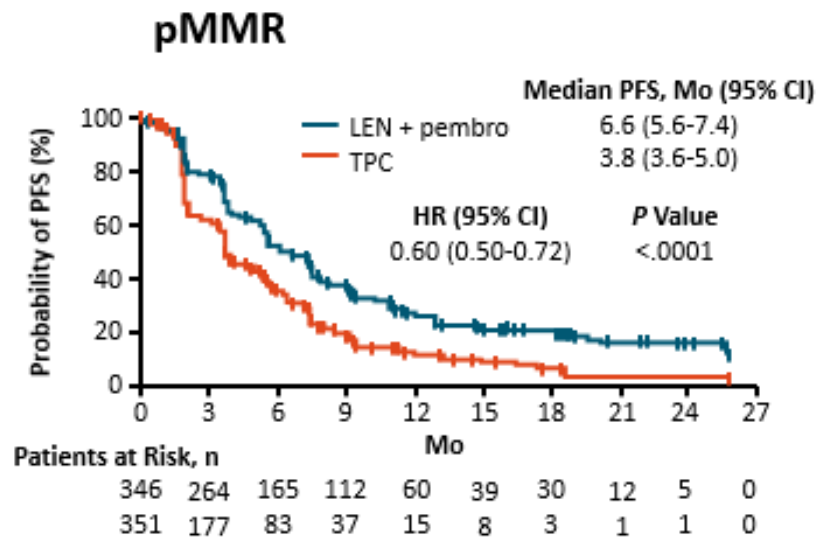 pMMR
Median PFS, Mo (95% CI)
LEN + pembro 6.6 (5.6-7.4)
TPC 3.8 (3.6-5.0)
HR (95% CI) P Value
0.60 (0.50-0.72) <.0001
Probability of PFS (%)
100
80
60
40
20
0
0 3 6 9 12 15 18 21 24 27
Mo
Patients at Risk, n
346 264 165 112 60 39 30 12 5 0
351 177 83 37 15 8 3 1 1 0